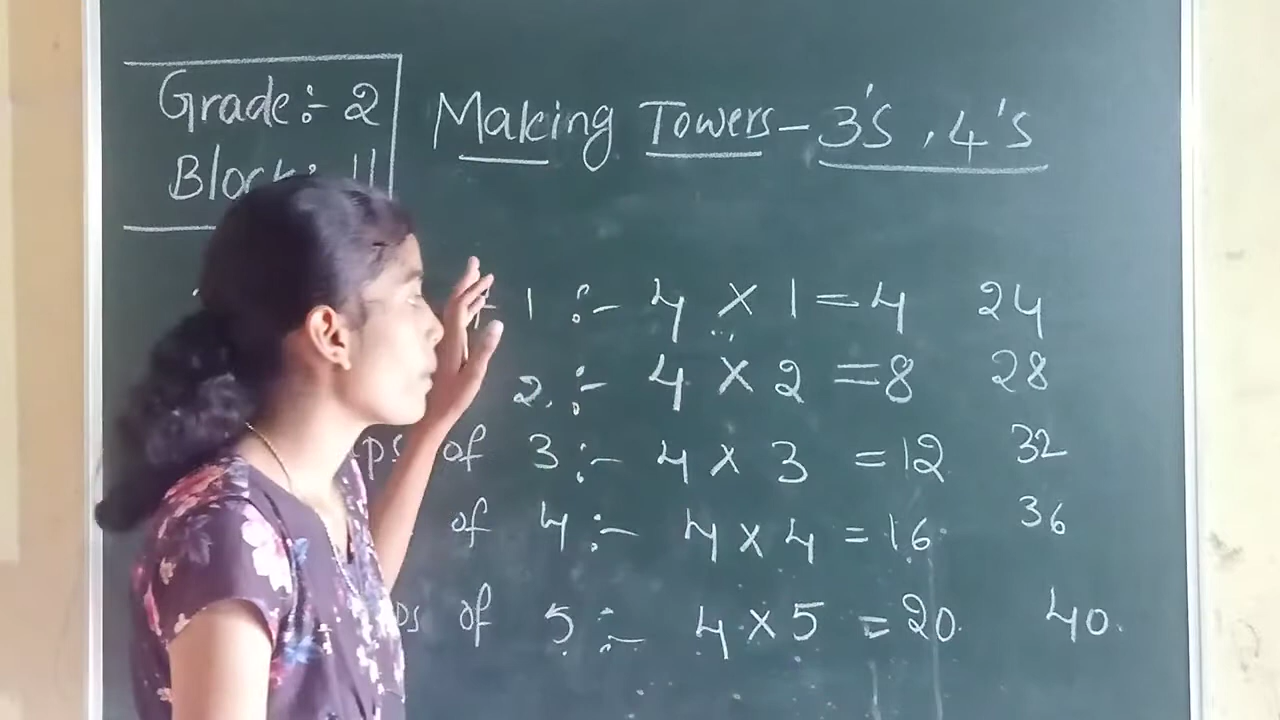 Grade:- 2
Block:- 11
Making Towers - 3's, 4's
1 :- 4 × 1 = 4 24
2 :- 4 × 2 = 8 28
of 3 :- 4 × 3 = 12 32
of 4 :- 4 × 4 = 16 36
of 5 :- 4 × 5 = 20 40